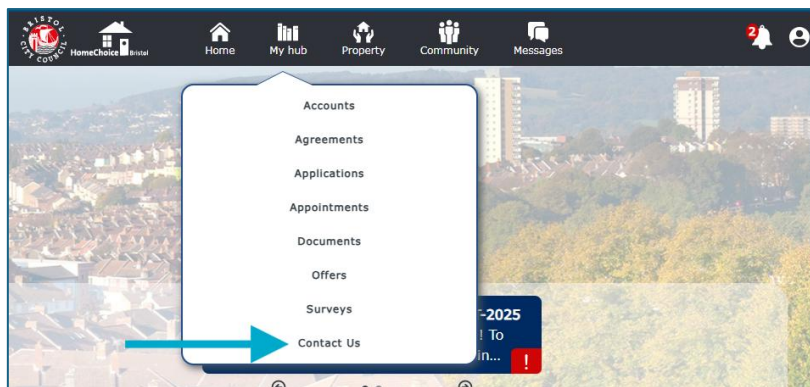 BRISTOL
CITY COUNCIL
HomeChoice Bristol
Home
My hub
Property
Community
Messages
2
Accounts
Agreements
Applications
Appointments
Documents
Offers
Surveys
Contact Us
-2025
! To
in...
!